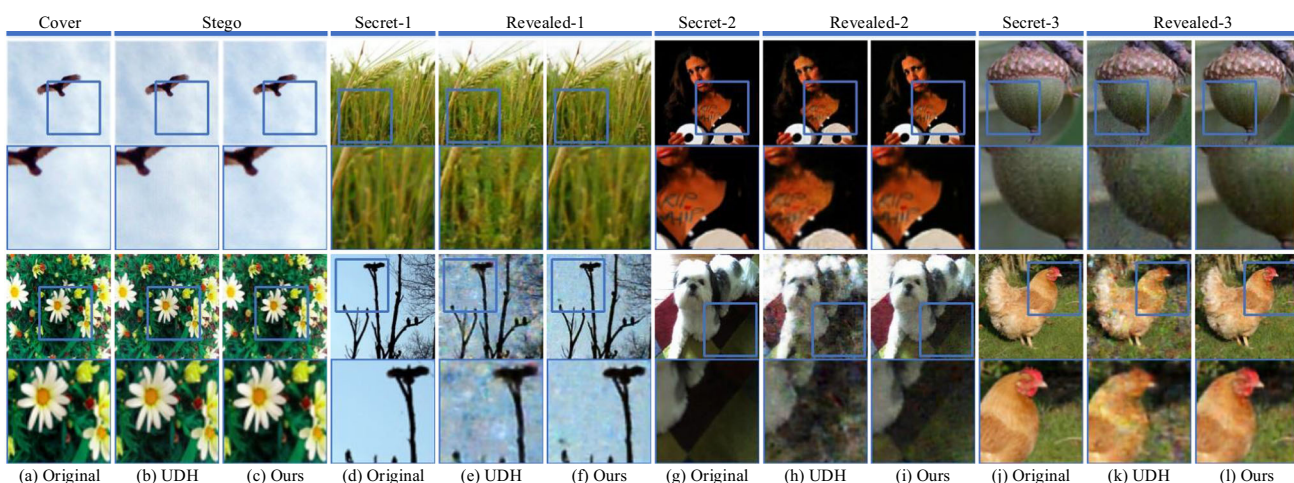 Cover Stego Secret-1 Revealed-1 Secret-2 Revealed-2 Secret-3 Revealed-3
(a) Original (b) UDH (c) Ours (d) Original (e) UDH (f) Ours (g) Original (h) UDH (i) Ours (j) Original (k) UDH (l) Ours